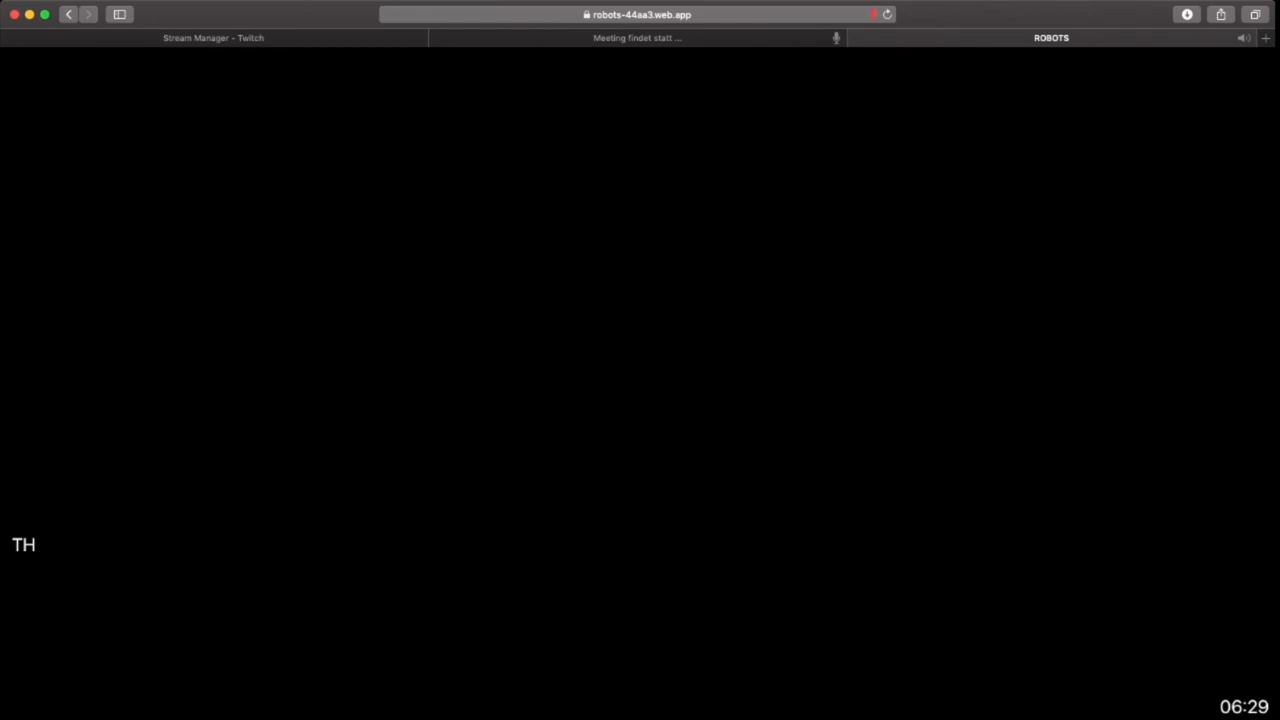 robots-44aa3.web.app
Stream Manager - Twitch
Meeting findet statt ...
ROBOTS
TH
06:29